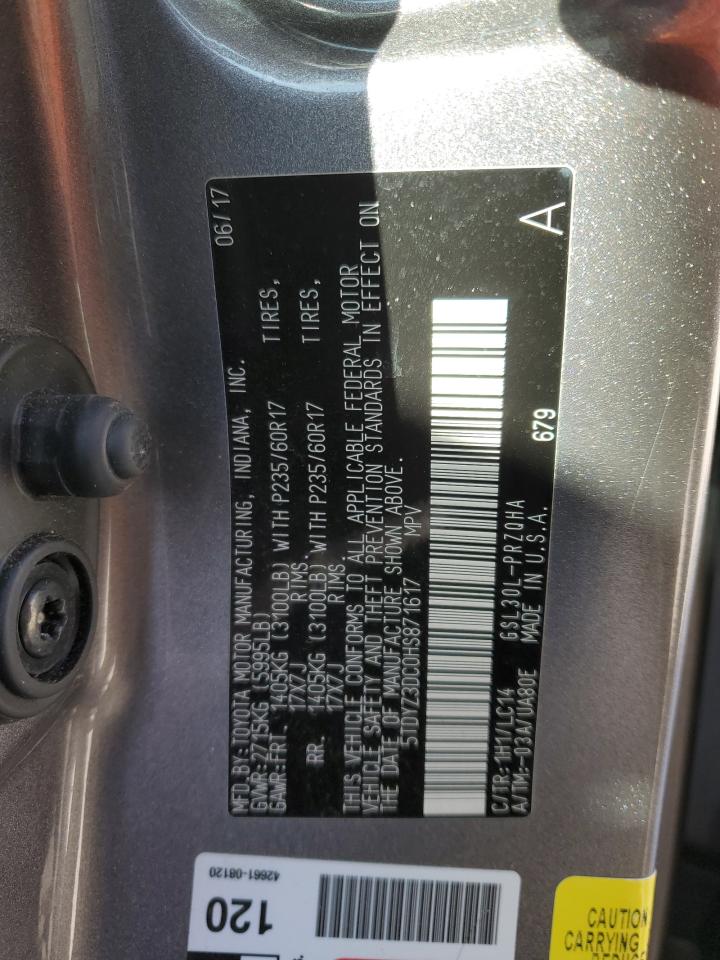 MFD.BY:TOYOTA MOTOR MANUFACTURING, INDIANA, INC. 06/17
GVWR:2715KG (5995LB)
GAWR:FRT 1405KG (3100LB) WITH P235/60R17 TIRES,
17X7J RIMS.
RR. 1405KG (3100LB) WITH P235/60R17 TIRES,
17X7J RIMS.
THIS VEHICLE CONFORMS TO ALL APPLICABLE FEDERAL MOTOR
VEHICLE SAFETY AND THEFT PREVENTION STANDARDS IN EFFECT ON
THE DATE OF MANUFACTURE SHOWN ABOVE.
5TDYZ3DC0HS871617 MPV
C/TR:1H1/LC14 GSL30L-PRZQHA 679 A
A/TM:-03A/UA80E MADE IN U.S.A.
42661-08120
120
CAUTION
CARRYING
REDUCE